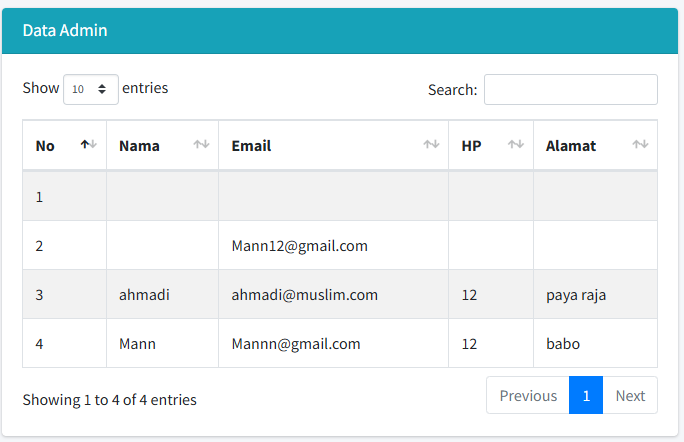 Data Admin
Show 10 entries Search:
No Nama Email HP Alamat
1
2 Mann12@gmail.com
3 ahmadi ahmadi@muslim.com 12 paya raja
4 Mann Mannn@gmail.com 12 babo
Showing 1 to 4 of 4 entries Previous 1 Next